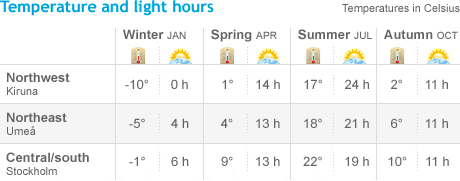 Temperature and light hours Temperatures in Celsius
Winter JAN Spring APR Summer JUL Autumn OCT
Northwest
Kiruna
-10° 0 h 1° 14 h 17° 24 h 2° 11 h
Northeast
Umeå
-5° 4 h 4° 13 h 18° 21 h 6° 11 h
Central/south
Stockholm
-1° 6 h 9° 13 h 22° 19 h 10° 11 h